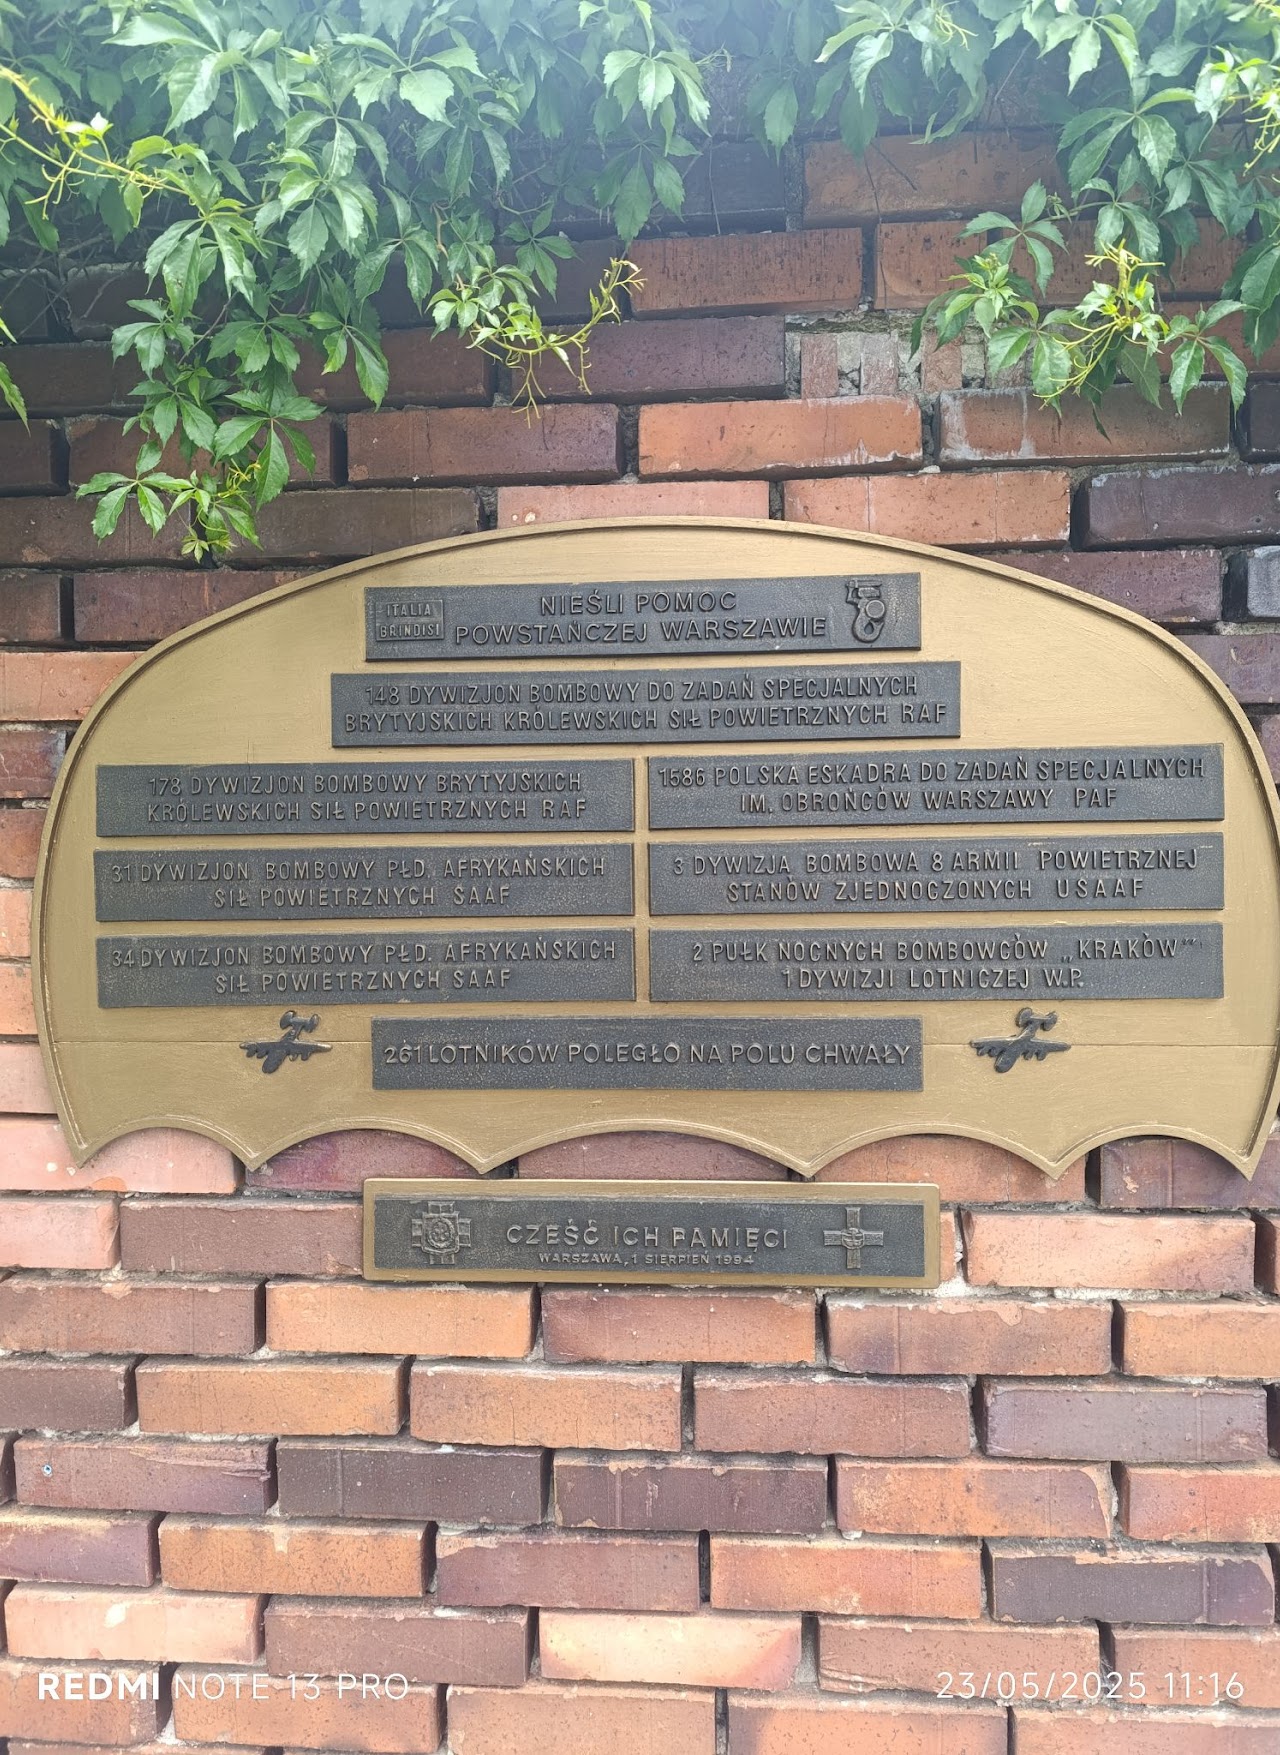 ITALIA
BRINDISI
NIEŚLI POMOC
POWSTAŃCZEJ WARSZAWIE
148 DYWIZJON BOMBOWY DO ZADAŃ SPECJALNYCH
BRYTYJSKICH KRÓLEWSKICH SIŁ POWIETRZNYCH RAF
178 DYWIZJON BOMBOWY BRYTYJSKICH
KRÓLEWSKICH SIŁ POWIETRZNYCH RAF
1586 POLSKA ESKADRA DO ZADAŃ SPECJALNYCH
IM. OBROŃCÓW WARSZAWY PAF
31 DYWIZJON BOMBOWY PŁD. AFRYKAŃSKICH
SIŁ POWIETRZNYCH SAAF
3 DYWIZJA BOMBOWA 8 ARMII POWIETRZNEJ
STANÓW ZJEDNOCZONYCH USAAF
34 DYWIZJON BOMBOWY PŁD. AFRYKAŃSKICH
SIŁ POWIETRZNYCH SAAF
2 PUŁK NOCNYCH BOMBOWCÓW „KRAKÓW"
1 DYWIZJI LOTNICZEJ W.P.
261 LOTNIKÓW POLEGŁO NA POLU CHWAŁY
CZEŚĆ ICH PAMIĘCI
WARSZAWA, 1 SIERPIEŃ 1994
REDMI NOTE 13 PRO
23/05/2025 11:16